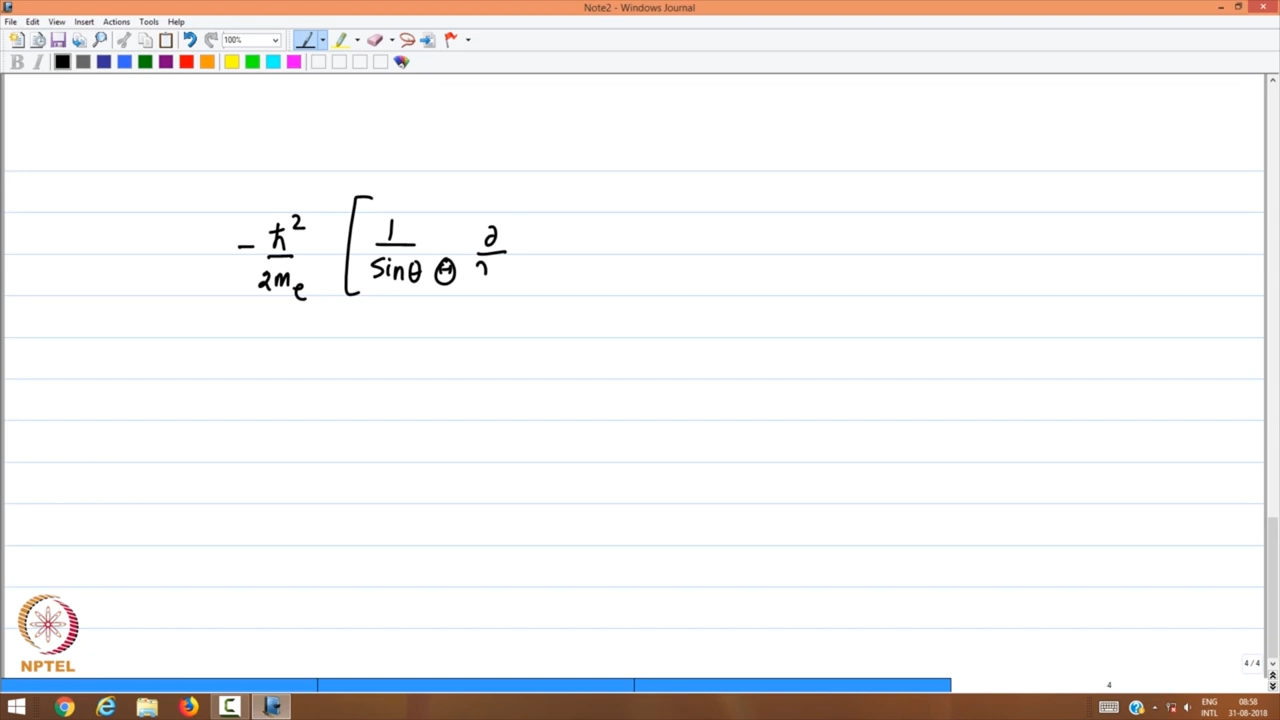 Note2 - Windows Journal
File Edit View Insert Actions Tools Help
100%
B I
- ħ² / 2mₑ [ 1 / sinθ Θ ∂ /
NPTEL
4 / 4
4
ENG 08:58
INTL 31-08-2018